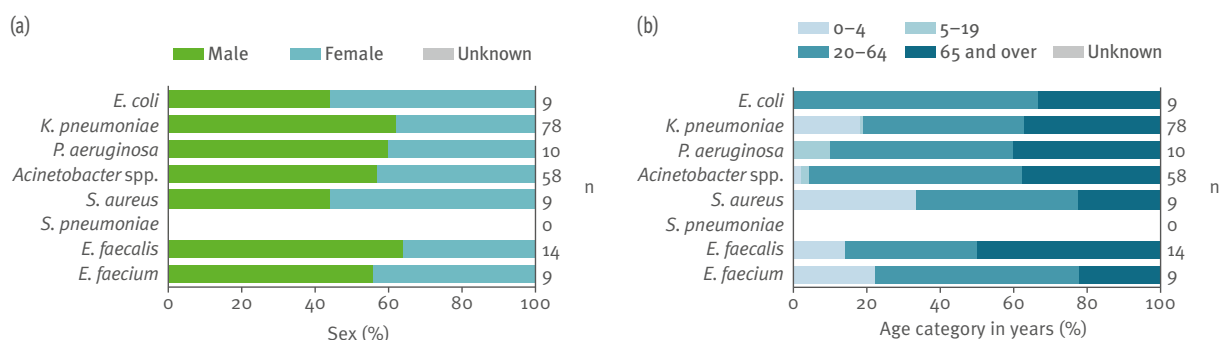 (a)
Male Female Unknown
E. coli 9
K. pneumoniae 78
P. aeruginosa 10
Acinetobacter spp. 58
n
S. aureus 9
S. pneumoniae 0
E. faecalis 14
E. faecium 9
0 20 40 60 80 100
Sex (%)
(b)
0–4 5–19
20–64 65 and over Unknown
E. coli 9
K. pneumoniae 78
P. aeruginosa 10
Acinetobacter spp. 58
n
S. aureus 9
S. pneumoniae 0
E. faecalis 14
E. faecium 9
0 20 40 60 80 100
Age category in years (%)